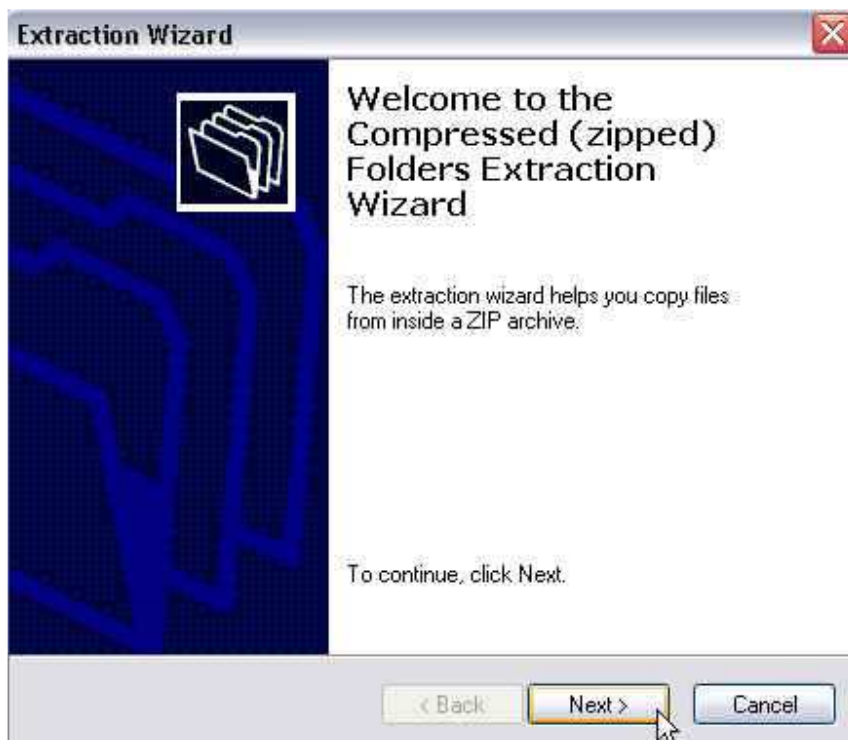 Extraction Wizard
Welcome to the
Compressed (zipped)
Folders Extraction
Wizard
The extraction wizard helps you copy files
from inside a ZIP archive.
To continue, click Next.
< Back
Next >
Cancel